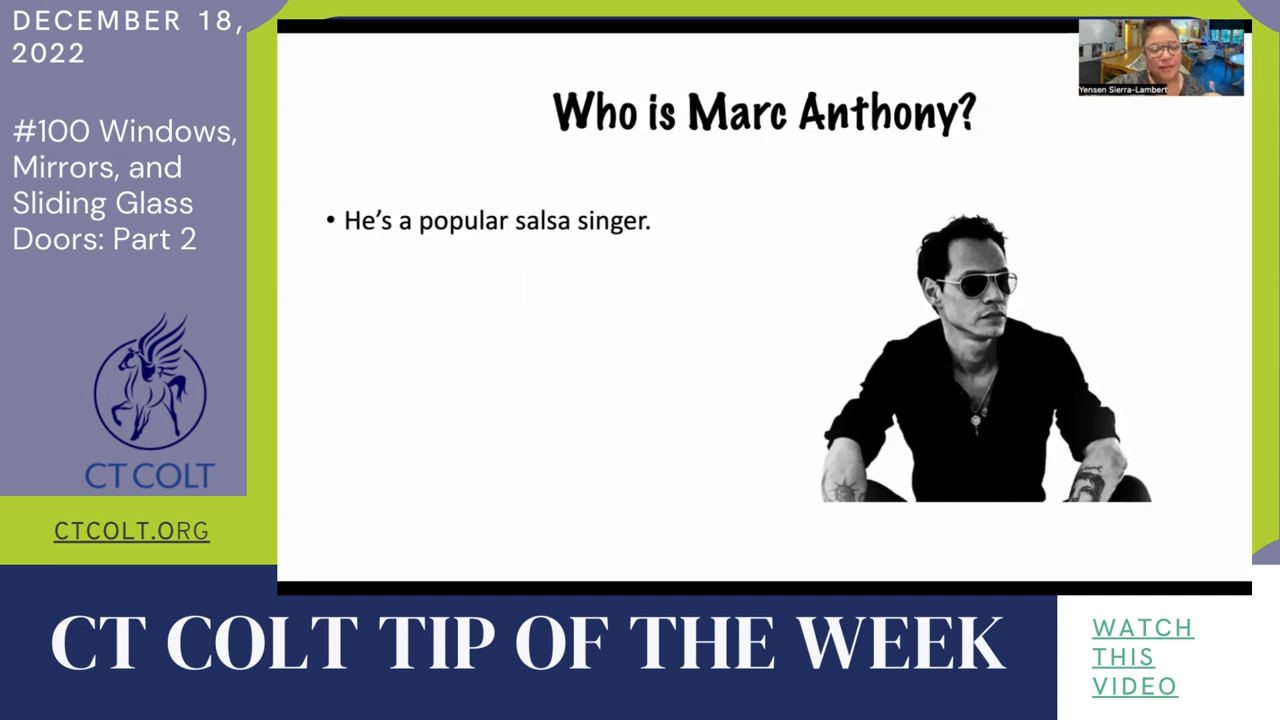 DECEMBER 18,
2022
#100 Windows,
Mirrors, and
Sliding Glass
Doors: Part 2
CT COLT
CTCOLT.ORG
Who is Marc Anthony?
• He’s a popular salsa singer.
Yensen Sierra-Lambert
CT COLT TIP OF THE WEEK
WATCH
THIS
VIDEO